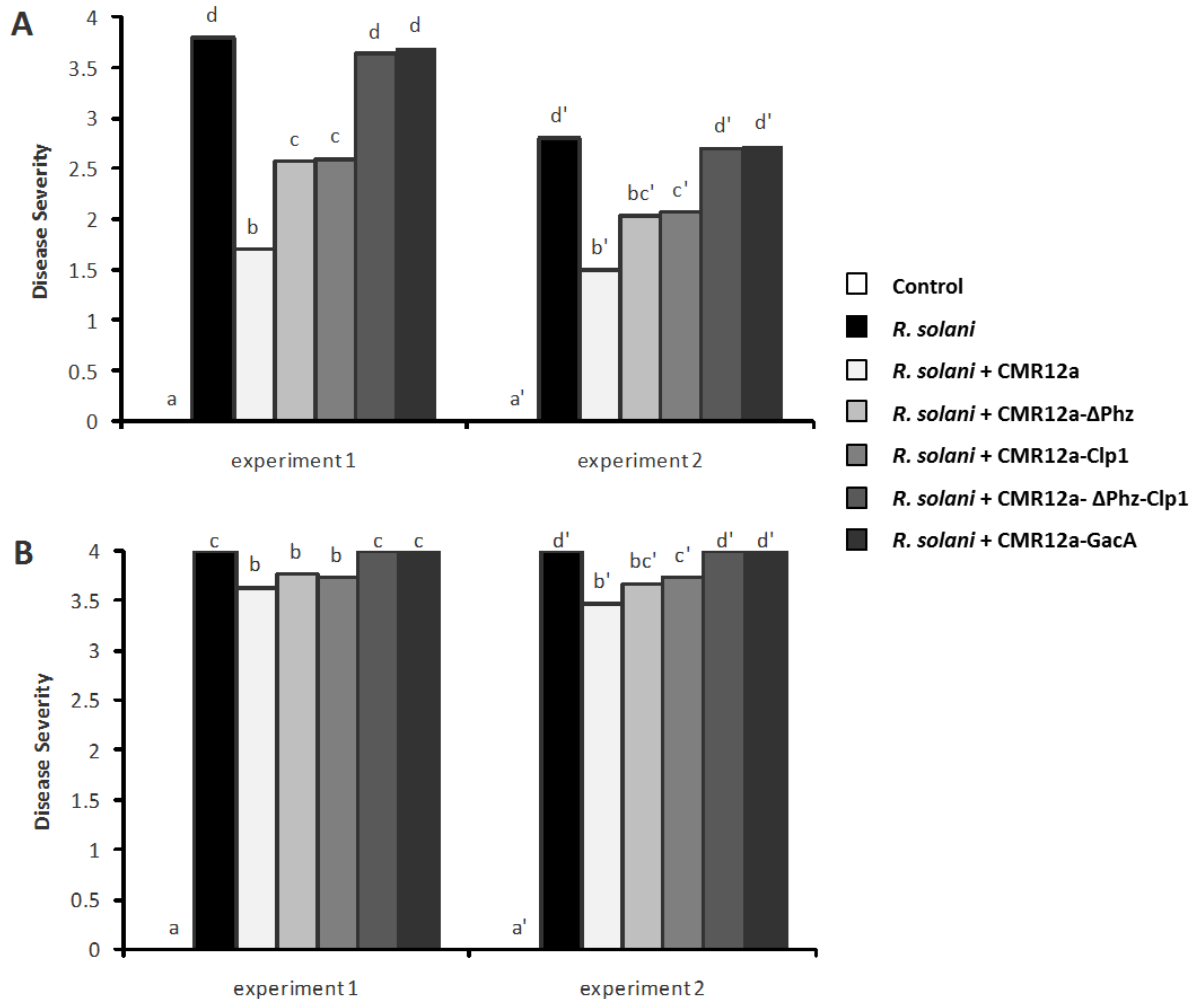 A
Disease Severity
4
3.5
3
2.5
2
1.5
1
0.5
0
a
d
b
c
c
d
d
a'
d'
b'
bc'
c'
d'
d'
experiment 1
experiment 2
Control
R. solani
R. solani + CMR12a
R. solani + CMR12a-ΔPhz
R. solani + CMR12a-Clp1
R. solani + CMR12a- ΔPhz-Clp1
R. solani + CMR12a-GacA
B
Disease Severity
4
3.5
3
2.5
2
1.5
1
0.5
0
a
c
b
b
b
c
c
a'
d'
b'
bc'
c'
d'
d'
experiment 1
experiment 2